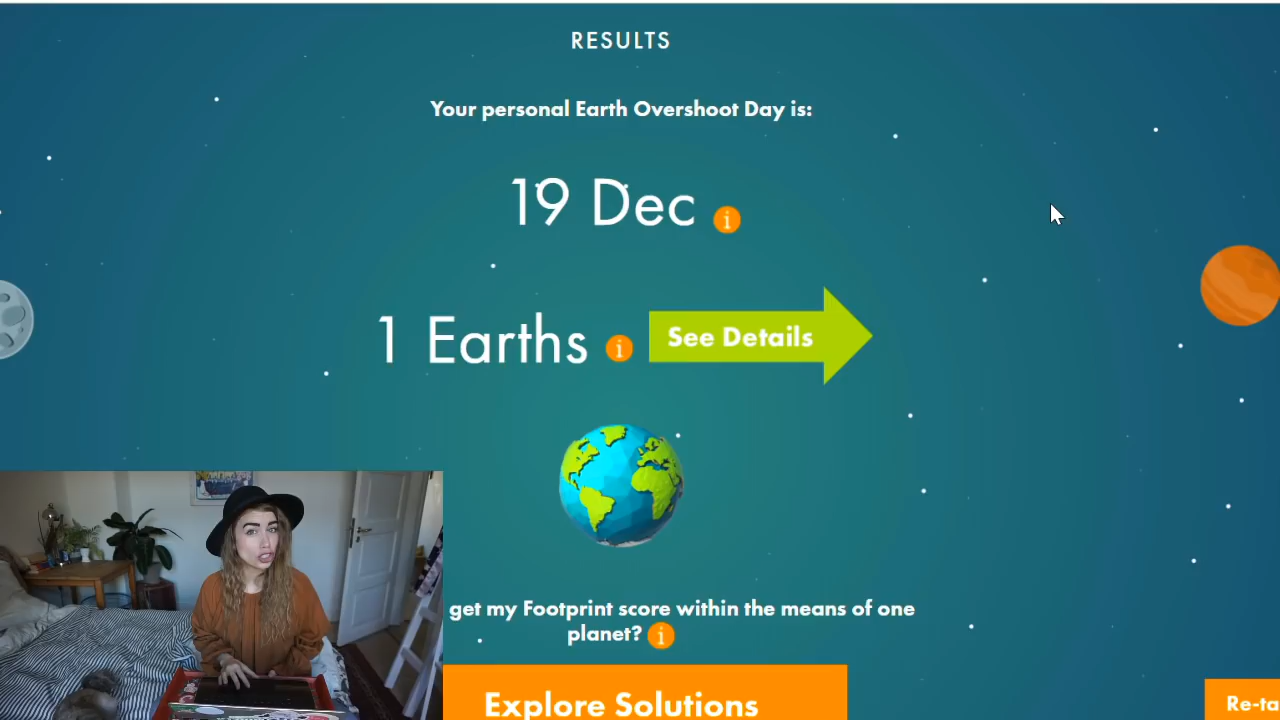 RESULTS
Your personal Earth Overshoot Day is:
19 Dec i
1 Earths i See Details
get my Footprint score within the means of one
planet? i
Explore Solutions
Re-ta